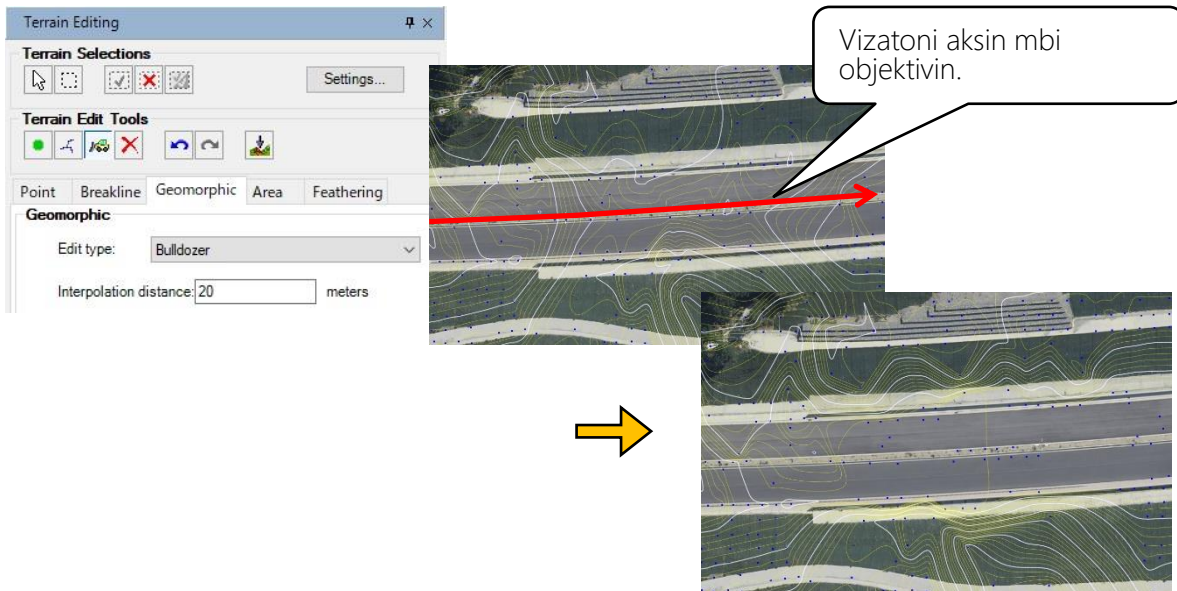 Terrain Editing
Terrain Selections
Settings...
Terrain Edit Tools
Point Breakline Geomorphic Area Feathering
Geomorphic
Edit type: Bulldozer
Interpolation distance: 20 meters
Vizatoni aksin mbi
objektivin.